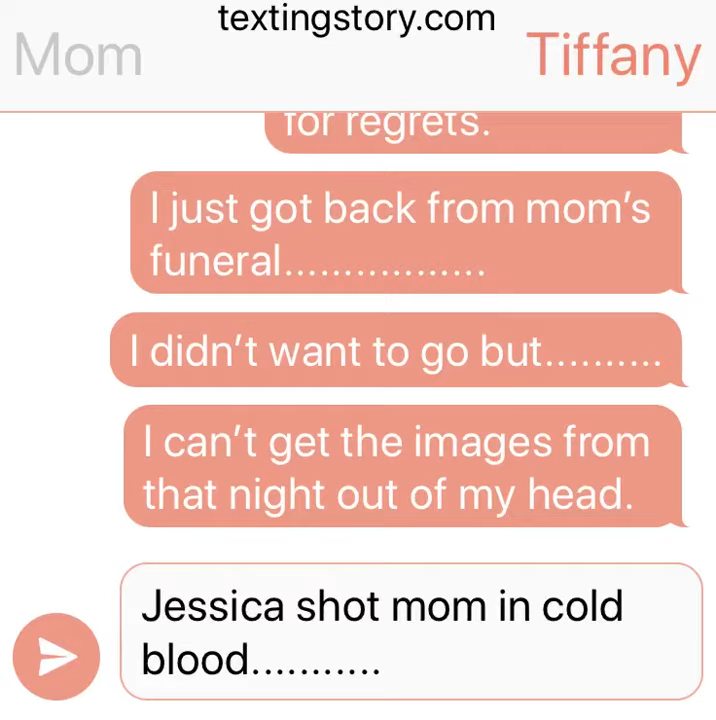 textingstory.com
Mom
Tiffany
for regrets.
I just got back from mom’s
funeral.................
I didn’t want to go but..........
I can’t get the images from
that night out of my head.
Jessica shot mom in cold
blood...........